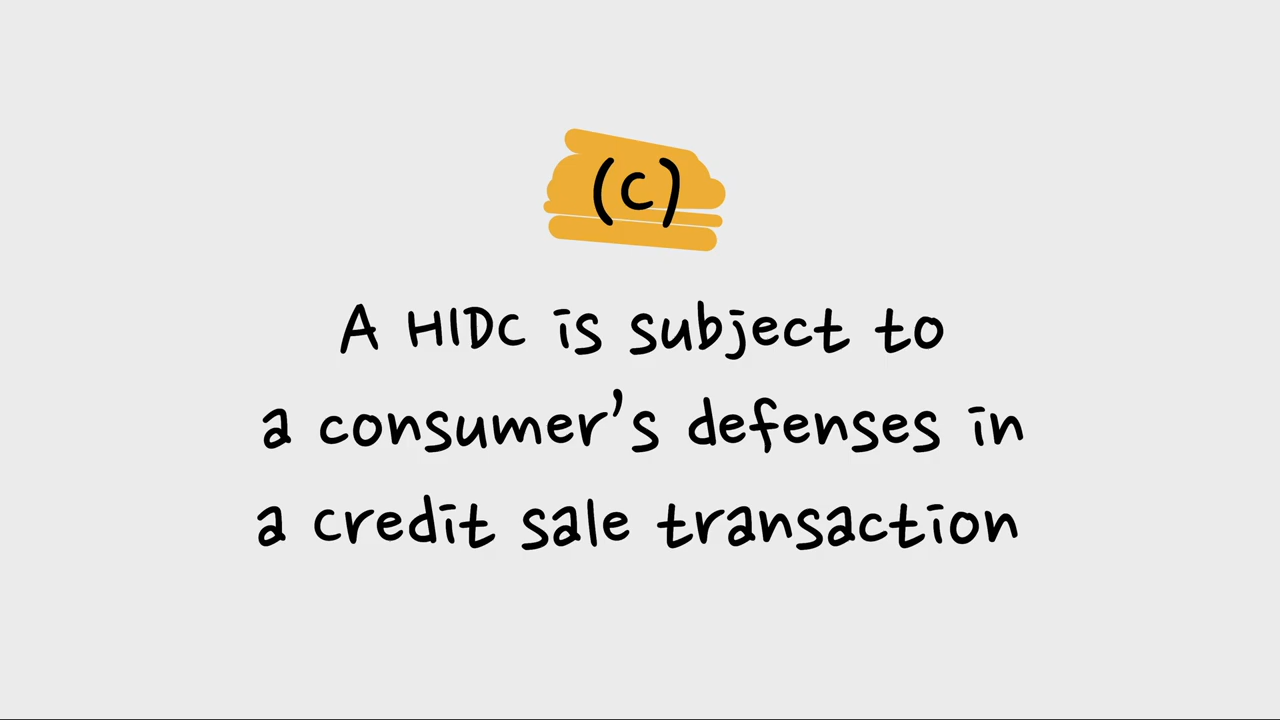 (c)
A HIDC is subject to
a consumer's defenses in
a credit sale transaction